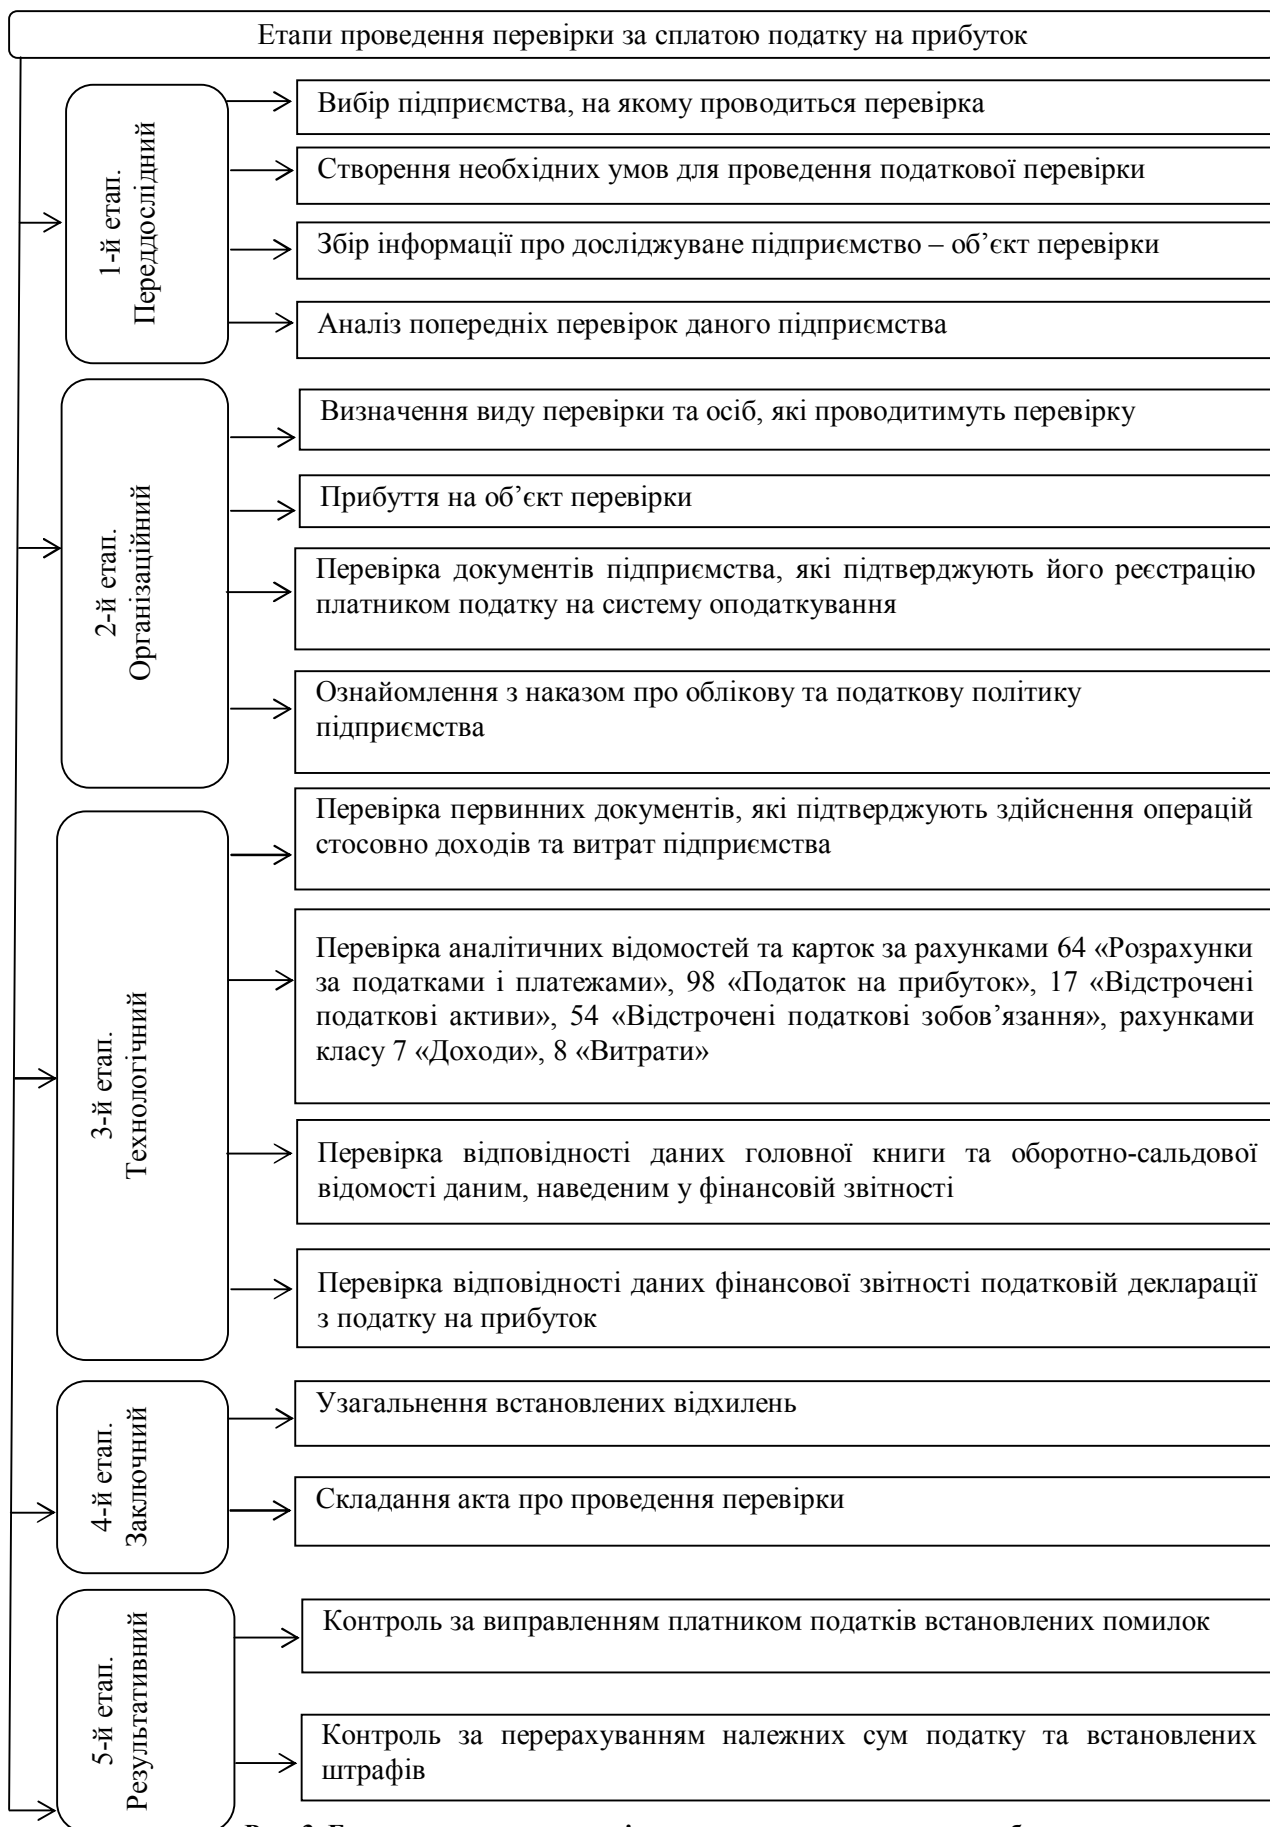 Етапи проведення перевірки за сплатою податку на прибуток
1-й етап.
Переддослідний
Вибір підприємства, на якому проводиться перевірка
Створення необхідних умов для проведення податкової перевірки
Збір інформації про досліджуване підприємство – об’єкт перевірки
Аналіз попередніх перевірок даного підприємства
2-й етап.
Організаційний
Визначення виду перевірки та осіб, які проводитимуть перевірку
Прибуття на об’єкт перевірки
Перевірка документів підприємства, які підтверджують його реєстрацію
платником податку на систему оподаткування
Ознайомлення з наказом про облікову та податкову політику
підприємства
3-й етап.
Технологічний
Перевірка первинних документів, які підтверджують здійснення операцій
стосовно доходів та витрат підприємства
Перевірка аналітичних відомостей та карток за рахунками 64 «Розрахунки
за податками і платежами», 98 «Податок на прибуток», 17 «Відстрочені
податкові активи», 54 «Відстрочені податкові зобов’язання», рахунками
класу 7 «Доходи», 8 «Витрати»
Перевірка відповідності даних головної книги та оборотно-сальдової
відомості даним, наведеним у фінансовій звітності
Перевірка відповідності даних фінансової звітності податковій декларації
з податку на прибуток
4-й етап.
Заключний
Узагальнення встановлених відхилень
Складання акта про проведення перевірки
5-й етап.
Результативний
Контроль за виправленням платником податків встановлених помилок
Контроль за перерахуванням належних сум податку та встановлених
штрафів